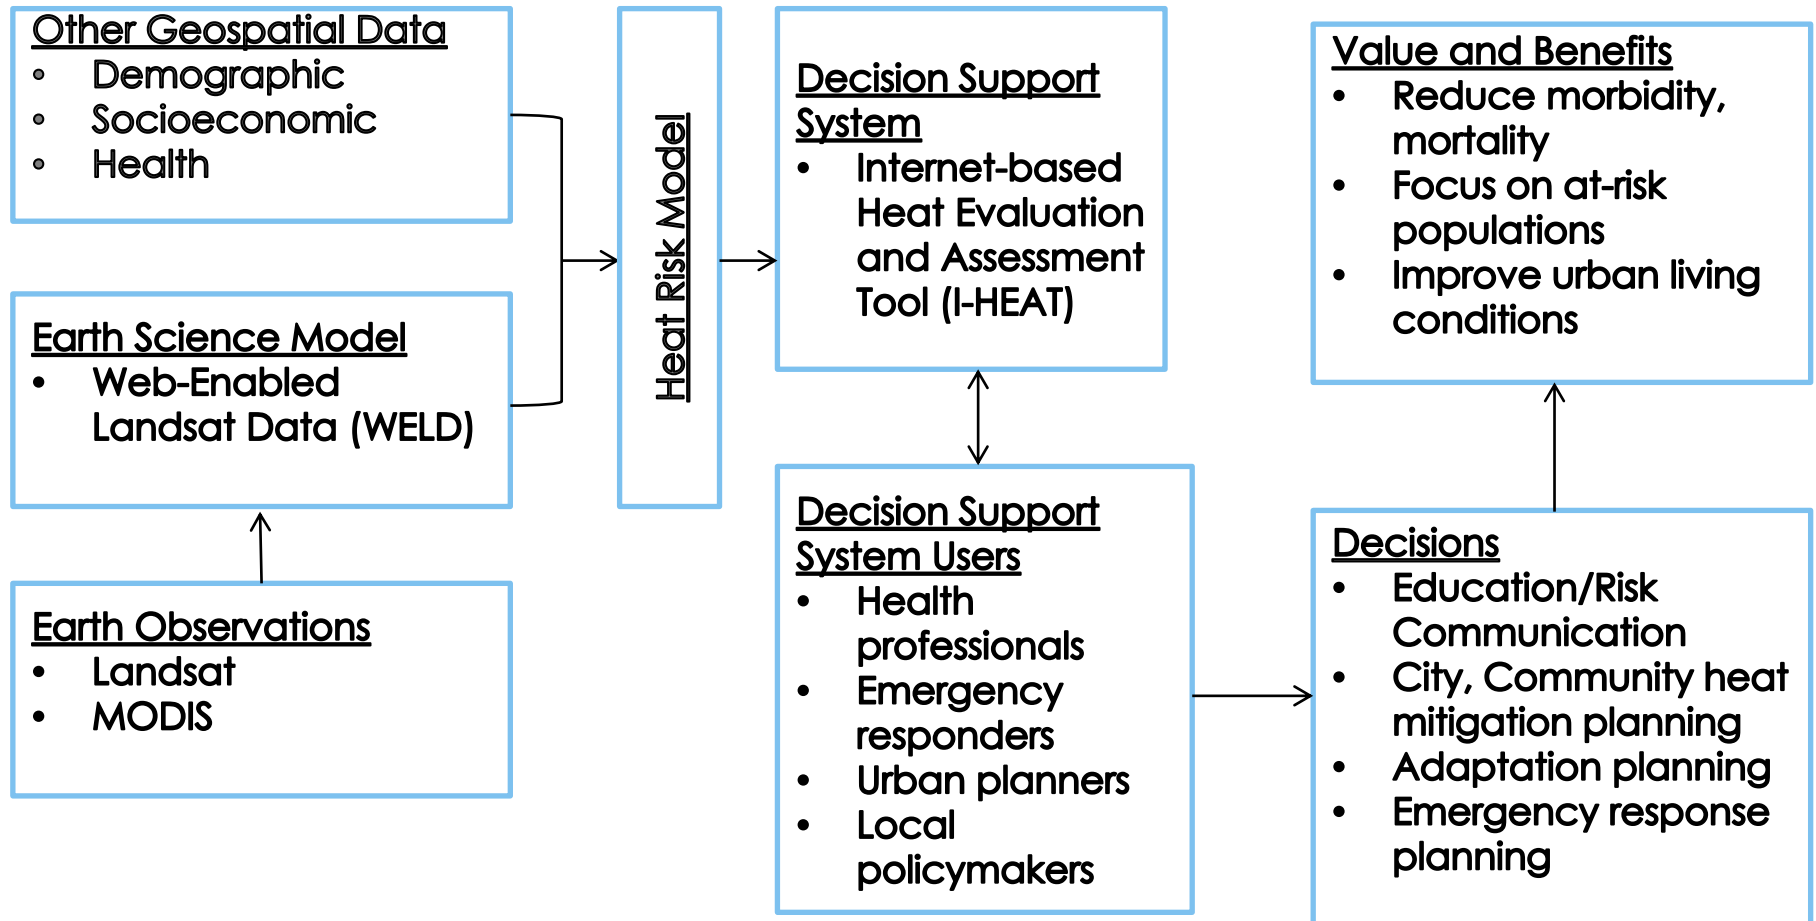 Other Geospatial Data
• Demographic
• Socioeconomic
• Health
Earth Science Model
• Web-Enabled
Landsat Data (WELD)
Earth Observations
• Landsat
• MODIS
Heat Risk Model
Decision Support
System
• Internet-based
Heat Evaluation
and Assessment
Tool (I-HEAT)
Decision Support
System Users
• Health
professionals
• Emergency
responders
• Urban planners
• Local
policymakers
Value and Benefits
• Reduce morbidity,
mortality
• Focus on at-risk
populations
• Improve urban living
conditions
Decisions
• Education/Risk
Communication
• City, Community heat
mitigation planning
• Adaptation planning
• Emergency response
planning